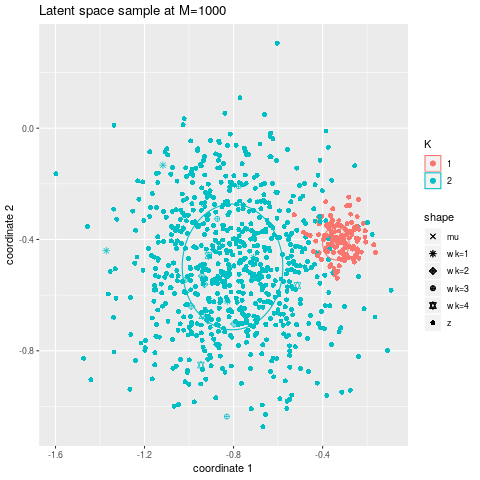 Latent space sample at M=1000
coordinate 2
0.0
-0.4
-0.8
-1.6
-1.2
-0.8
-0.4
coordinate 1
K
1
2
shape
mu
w k=1
w k=2
w k=3
w k=4
z